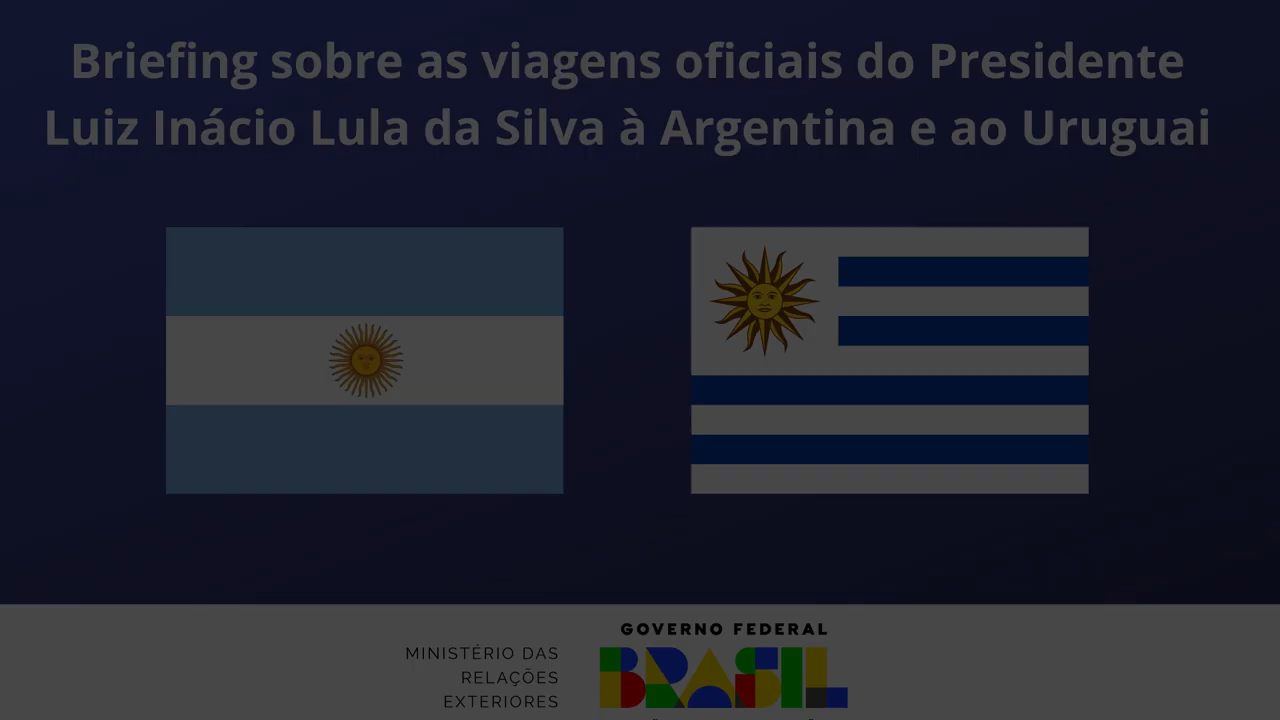 Briefing sobre as viagens oficiais do Presidente
Luiz Inácio Lula da Silva à Argentina e ao Uruguai
GOVERNO FEDERAL
MINISTÉRIO DAS
RELAÇÕES
EXTERIORES
BRASIL